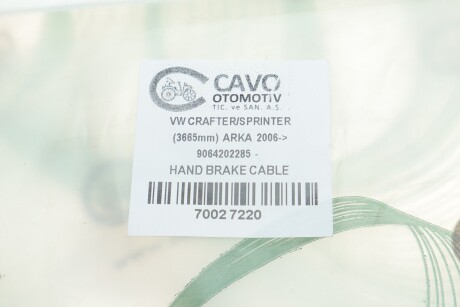 CAVO
OTOMOTİV
TİC. ve SAN. A.S.
VW CRAFTER/SPRINTER
(3665mm) ARKA 2006->
9064202285 -
HAND BRAKE CABLE
7002 7220